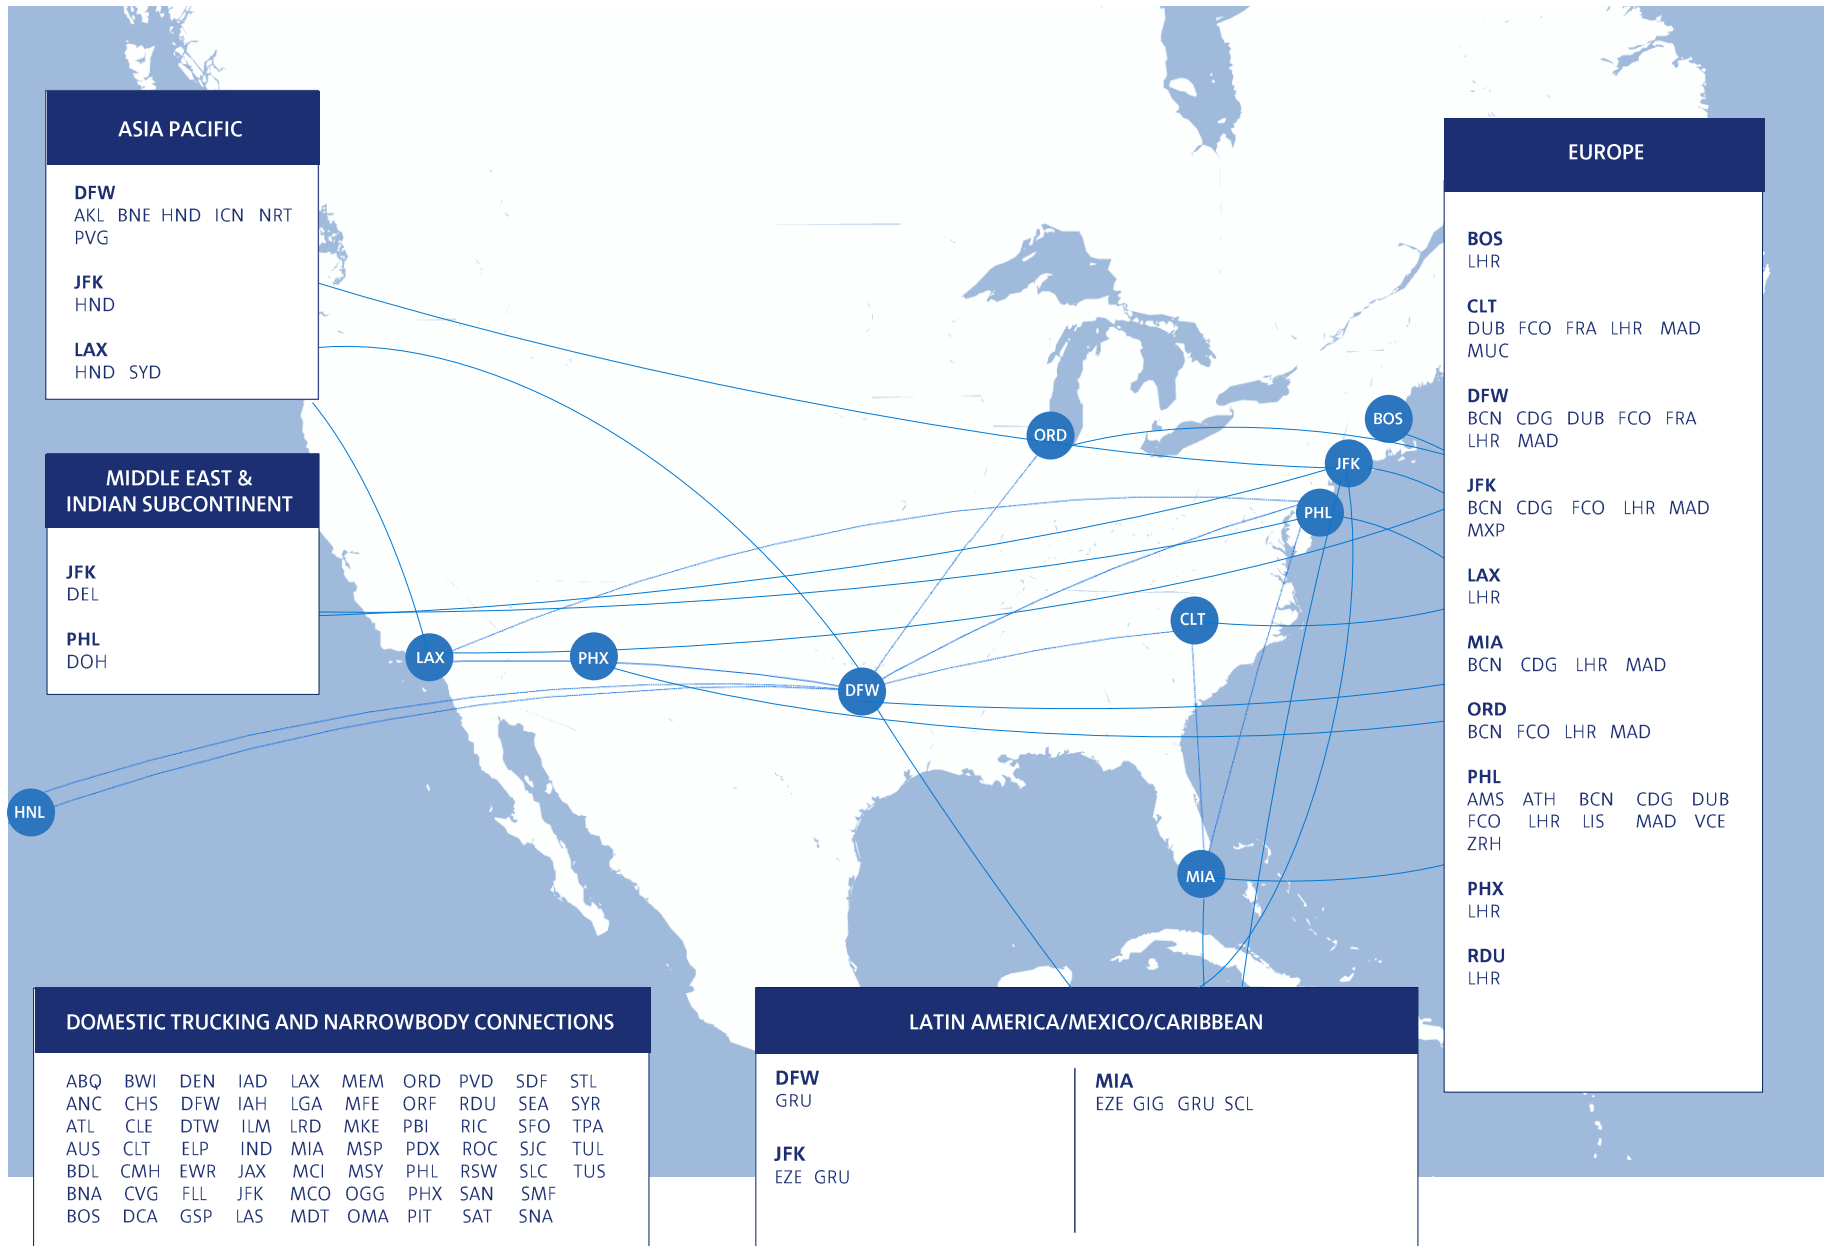 ASIA PACIFIC
DFW
AKL BNE HND ICN NRT
PVG
JFK
HND
LAX
HND SYD
MIDDLE EAST &
INDIAN SUBCONTINENT
JFK
DEL
PHL
DOH
EUROPE
BOS
LHR
CLT
DUB FCO FRA LHR MAD
MUC
DFW
BCN CDG DUB FCO FRA
LHR MAD
JFK
BCN CDG FCO LHR MAD
MXP
LAX
LHR
MIA
BCN CDG LHR MAD
ORD
BCN FCO LHR MAD
PHL
AMS ATH BCN CDG DUB
FCO LHR LIS MAD VCE
ZRH
PHX
LHR
RDU
LHR
BOS
ORD
JFK
PHL
CLT
LAX
PHX
DFW
HNL
MIA
DOMESTIC TRUCKING AND NARROWBODY CONNECTIONS
ABQ BWI DEN IAD LAX MEM ORD PVD SDF STL
ANC CHS DFW IAH LGA MFE ORF RDU SEA SYR
ATL CLE DTW ILM LRD MKE PBI RIC SFO TPA
AUS CLT ELP IND MIA MSP PDX ROC SJC TUL
BDL CMH EWR JAX MCI MSY PHL RSW SLC TUS
BNA CVG FLL JFK MCO OGG PHX SAN SMF
BOS DCA GSP LAS MDT OMA PIT SAT SNA
LATIN AMERICA/MEXICO/CARIBBEAN
DFW
GRU
JFK
EZE GRU
MIA
EZE GIG GRU SCL